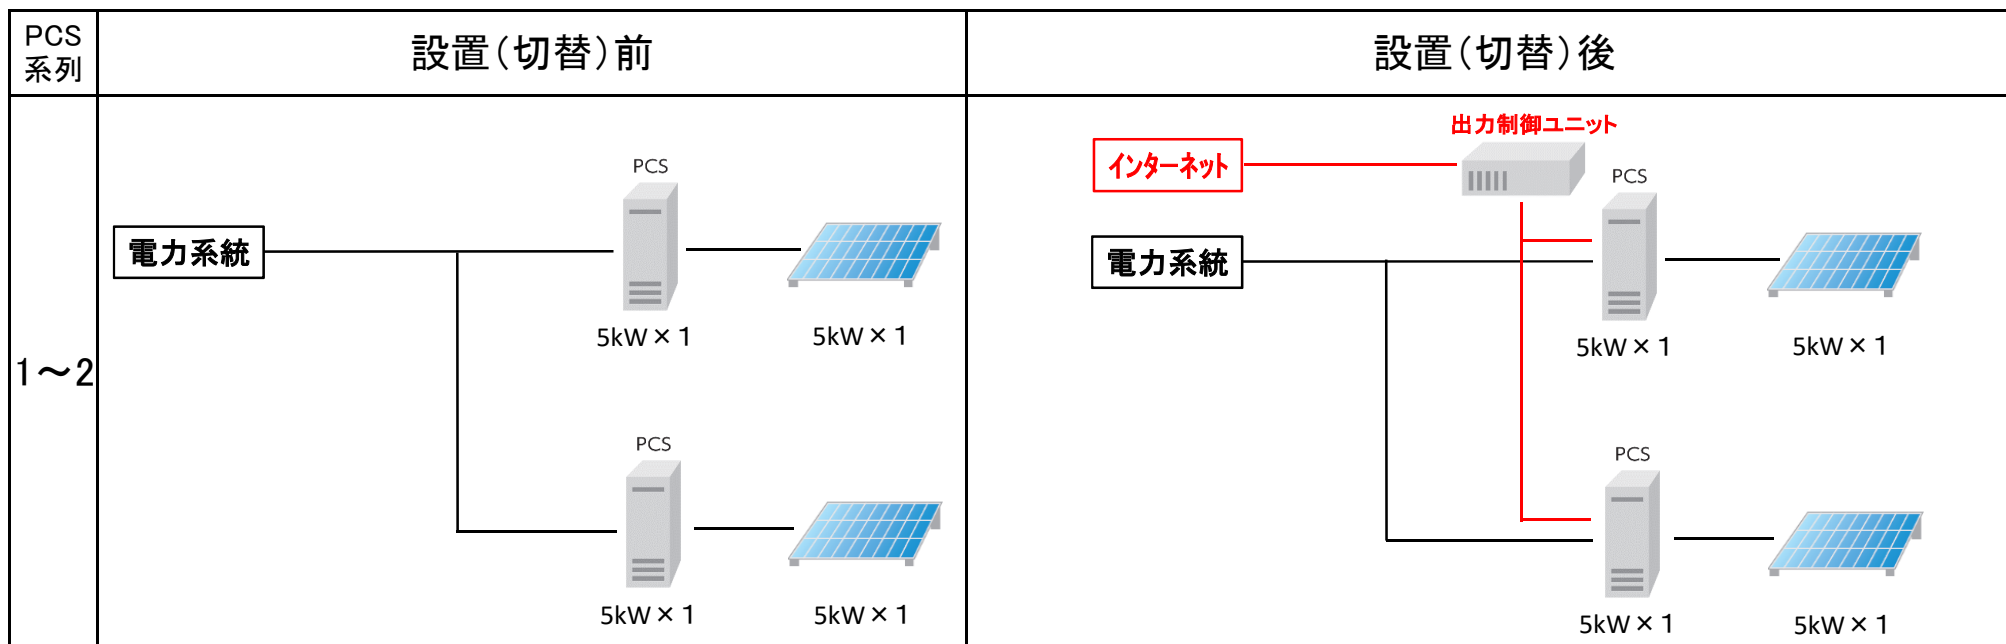 PCS
系列
設置(切替)前
設置(切替)後
1～2
PCS
電力系統
5kW×1
5kW×1
PCS
5kW×1
5kW×1
出力制御ユニット
インターネット
PCS
電力系統
5kW×1
5kW×1
PCS
5kW×1
5kW×1